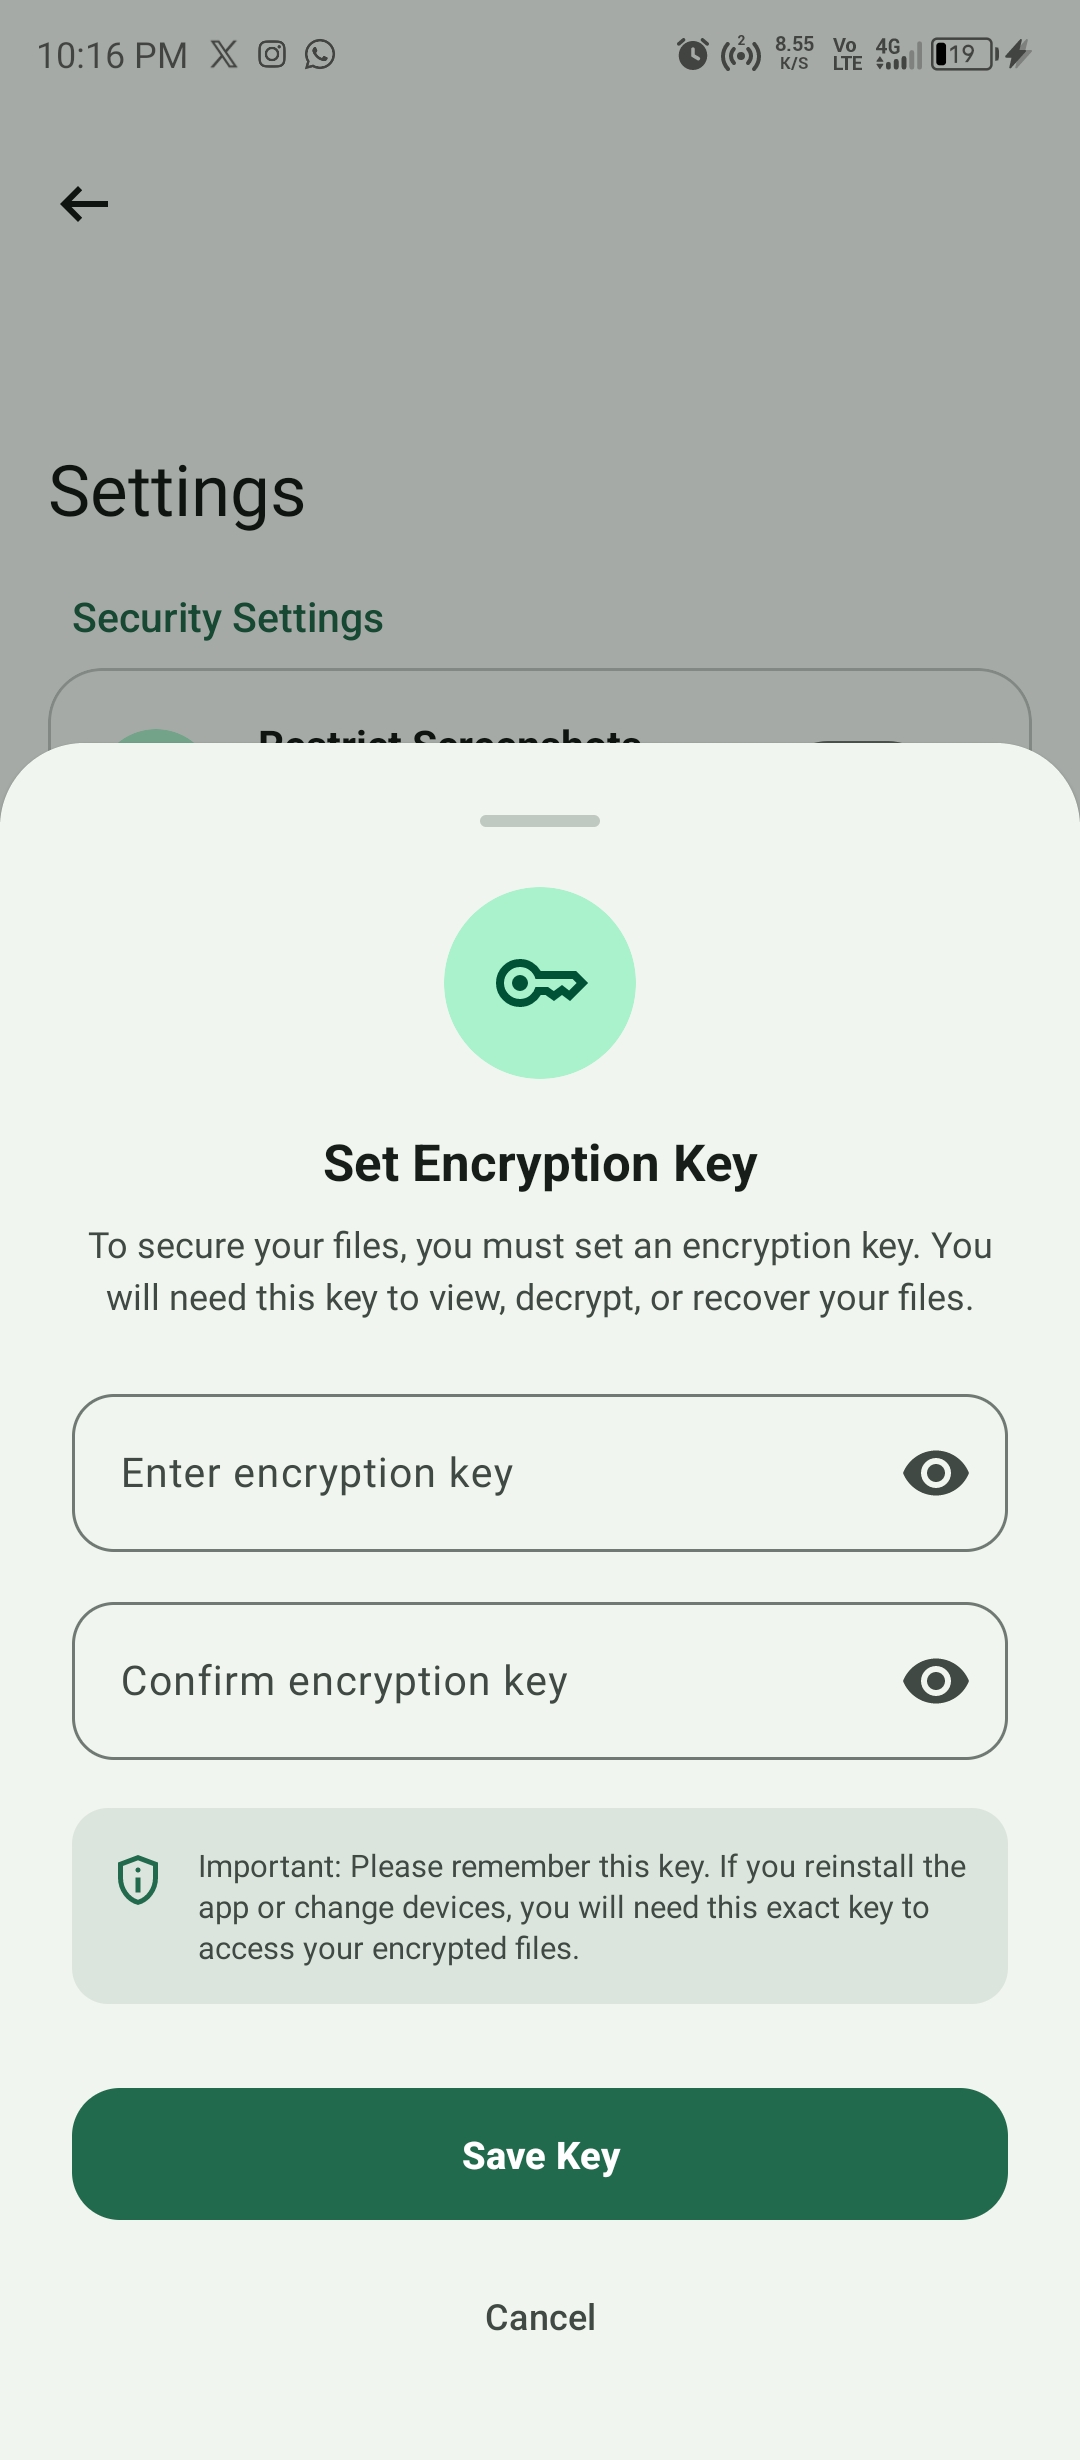 10:16 PM 2 8.55 K/S Vo LTE 4G 19
Settings
Security Settings
Restrict Screenshots
Set Encryption Key
To secure your files, you must set an encryption key. You
will need this key to view, decrypt, or recover your files.
Enter encryption key
Confirm encryption key
Important: Please remember this key. If you reinstall the
app or change devices, you will need this exact key to
access your encrypted files.
Save Key
Cancel